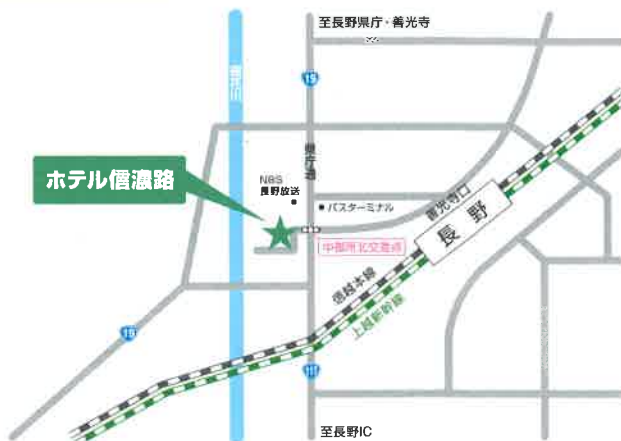 至長野県庁・善光寺
19
県庁通
NBS
長野放送
バスターミナル
善光寺口
ホテル信濃路
長野
中御所北交差点
信越本線
上越新幹線
19
117
至長野IC